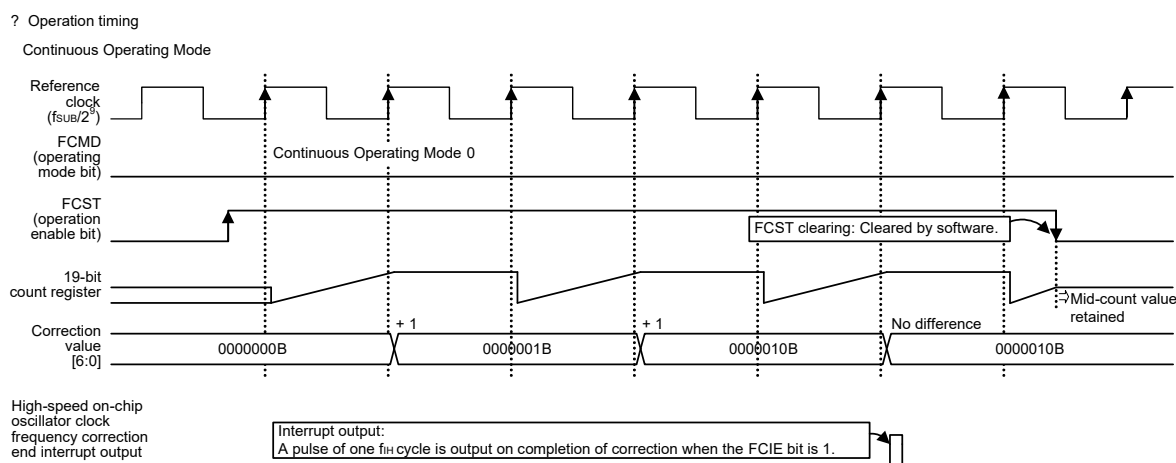 ? Operation timing
Continuous Operating Mode
Reference
clock
(fSUB/2^9)
FCMD
(operating
mode bit)
Continuous Operating Mode 0
FCST
(operation
enable bit)
FCST clearing: Cleared by software.
19-bit
count register
⇒Mid-count value
retained
Correction
value
[6:0]
0000000B
+ 1
0000001B
+ 1
0000010B
No difference
0000010B
High-speed on-chip
oscillator clock
frequency correction
end interrupt output
Interrupt output:
A pulse of one fIH cycle is output on completion of correction when the FCIE bit is 1.